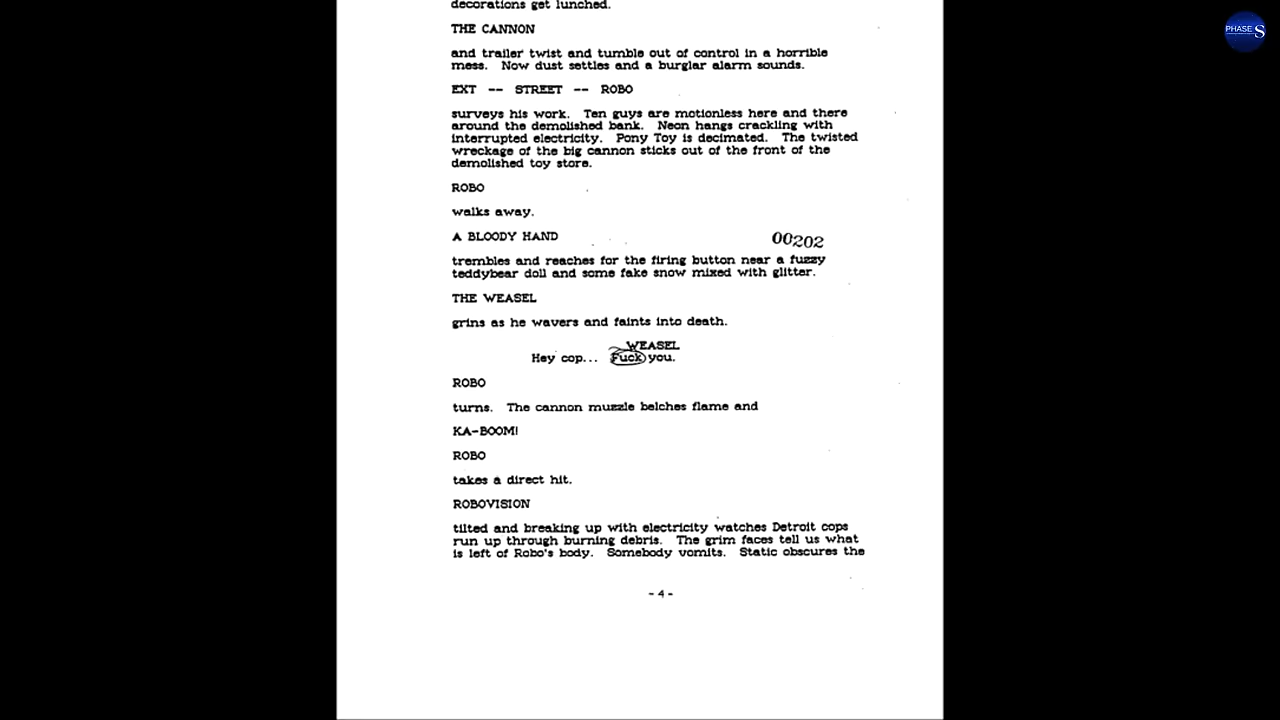 decorations get lunched.
THE CANNON
and trailer twist and tumble out of control in a horrible
mess. Now dust settles and a burglar alarm sounds.
EXT -- STREET -- ROBO
surveys his work. Ten guys are motionless here and there
around the demolished bank. Neon hangs crackling with
interrupted electricity. Pony Toy is decimated. The twisted
wreckage of the big cannon sticks out of the front of the
demolished toy store.
ROBO
walks away.
A BLOODY HAND
00202
trembles and reaches for the firing button near a fuzzy
teddybear doll and some fake snow mixed with glitter.
THE WEASEL
grins as he wavers and faints into death.
WEASEL
Hey cop... Fuck you.
ROBO
turns. The cannon muzzle belches flame and
KA-BOOM!
ROBO
takes a direct hit.
ROBOVISION
tilted and breaking up with electricity watches Detroit cops
run up through burning debris. The grim faces tell us what
is left of Robo's body. Somebody vomits. Static obscures the
-4-
PHASE S